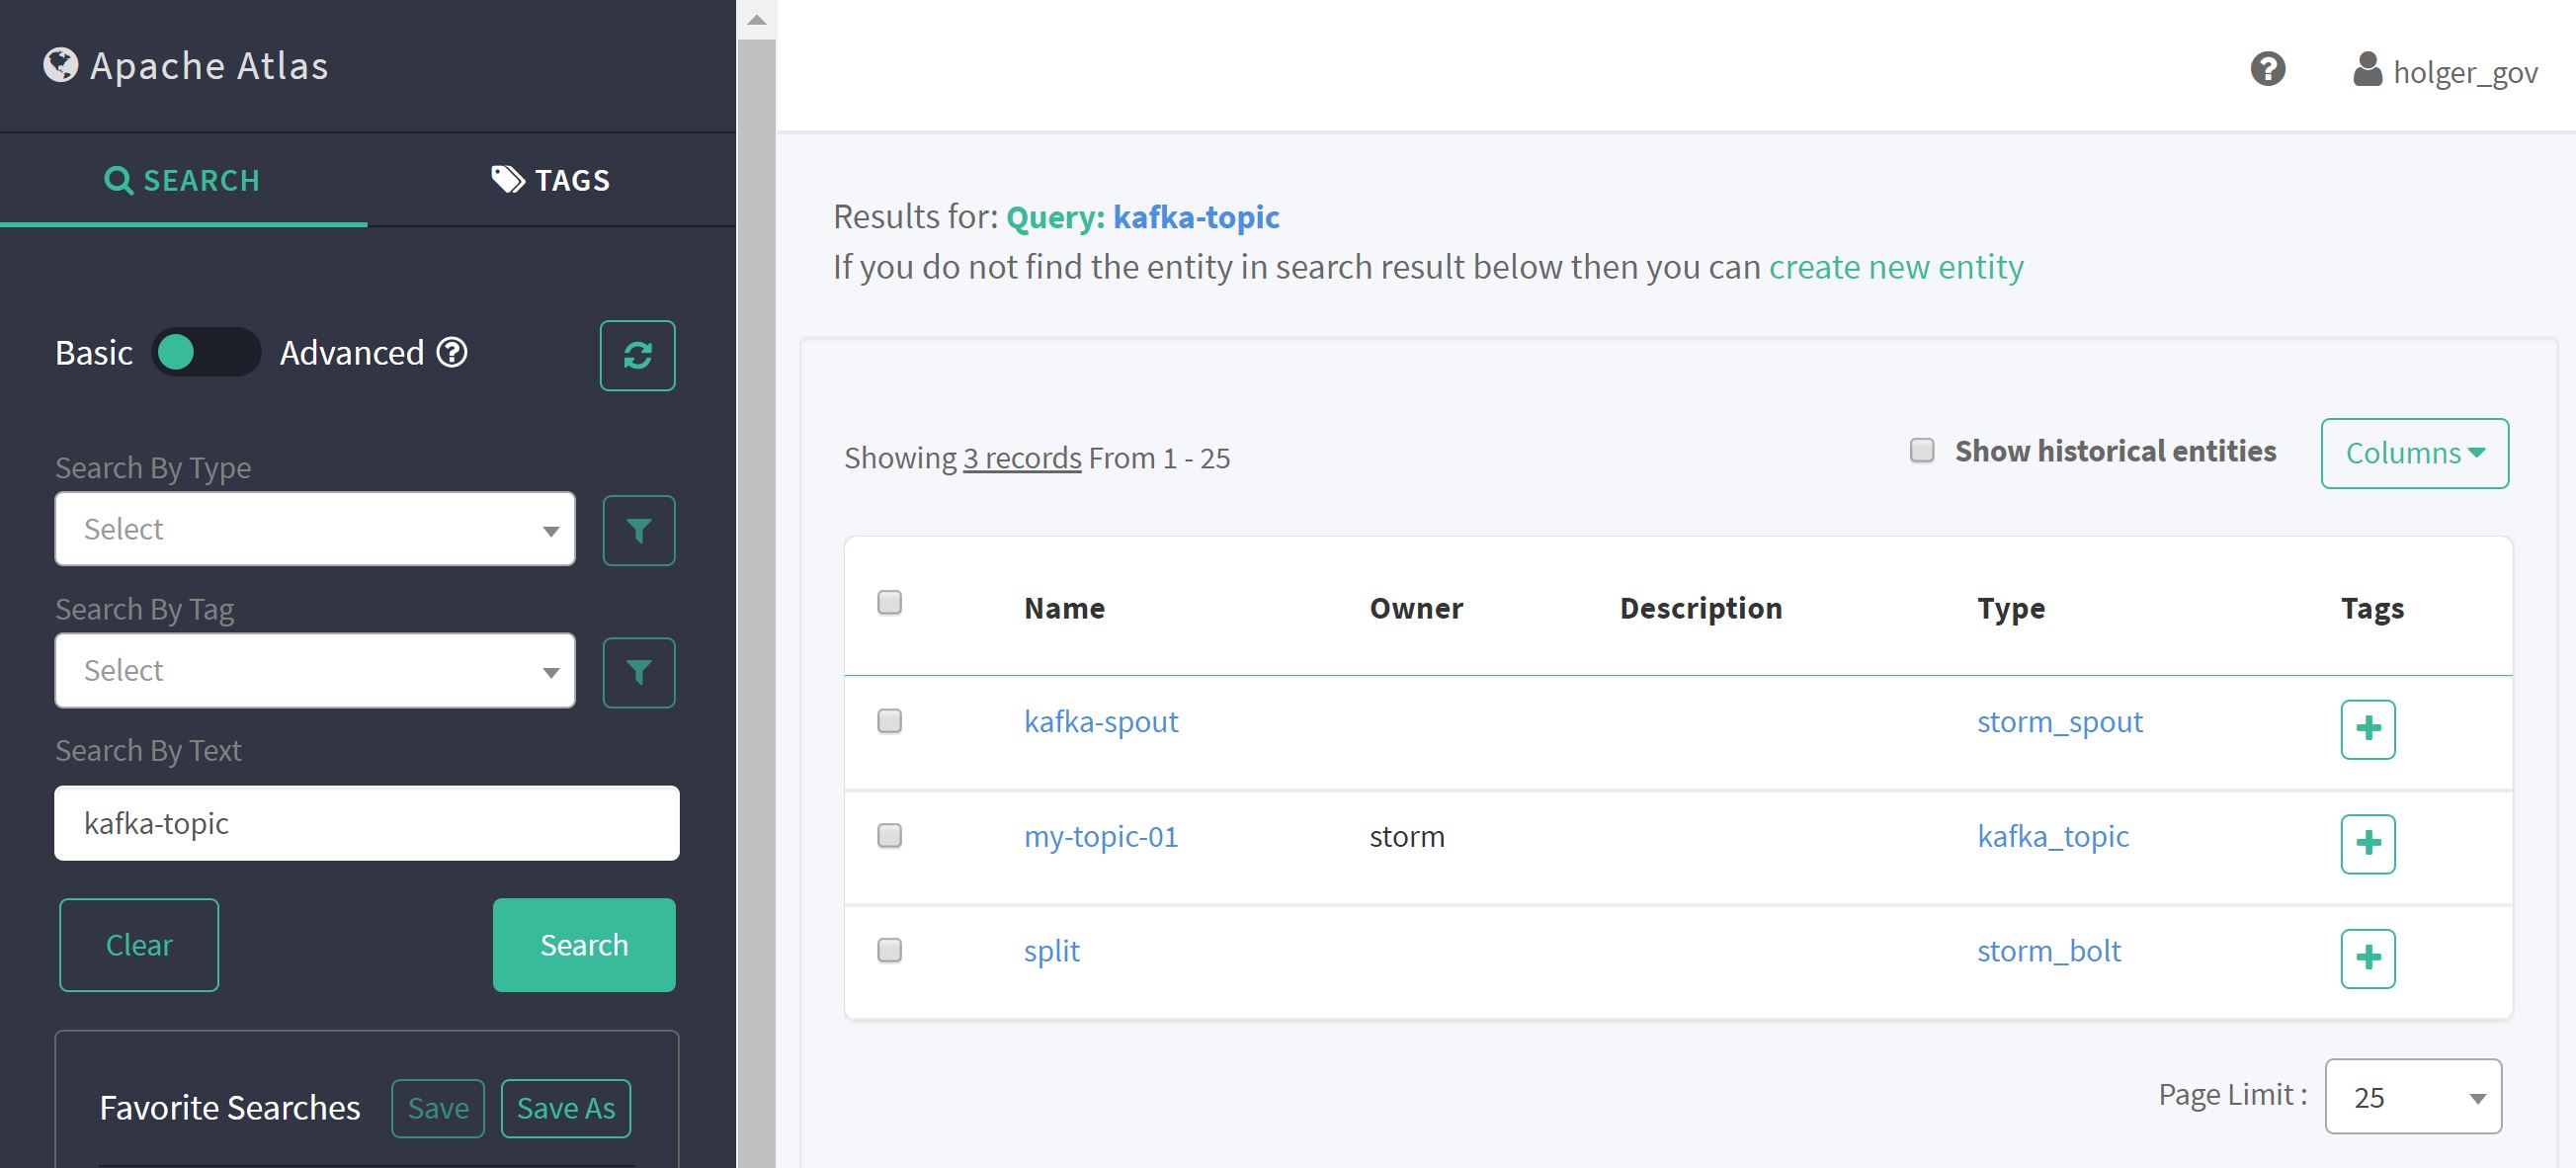 Apache Atlas
holger_gov
SEARCH TAGS
Basic Advanced
Search By Type
Select
Search By Tag
Select
Search By Text
kafka-topic
Clear Search
Favorite Searches Save Save As
Results for: Query: kafka-topic
If you do not find the entity in search result below then you can create new entity
Showing 3 records From 1 - 25 Show historical entities Columns
Name Owner Description Type Tags
kafka-spout storm_spout
my-topic-01 storm kafka_topic
split storm_bolt
Page Limit : 25